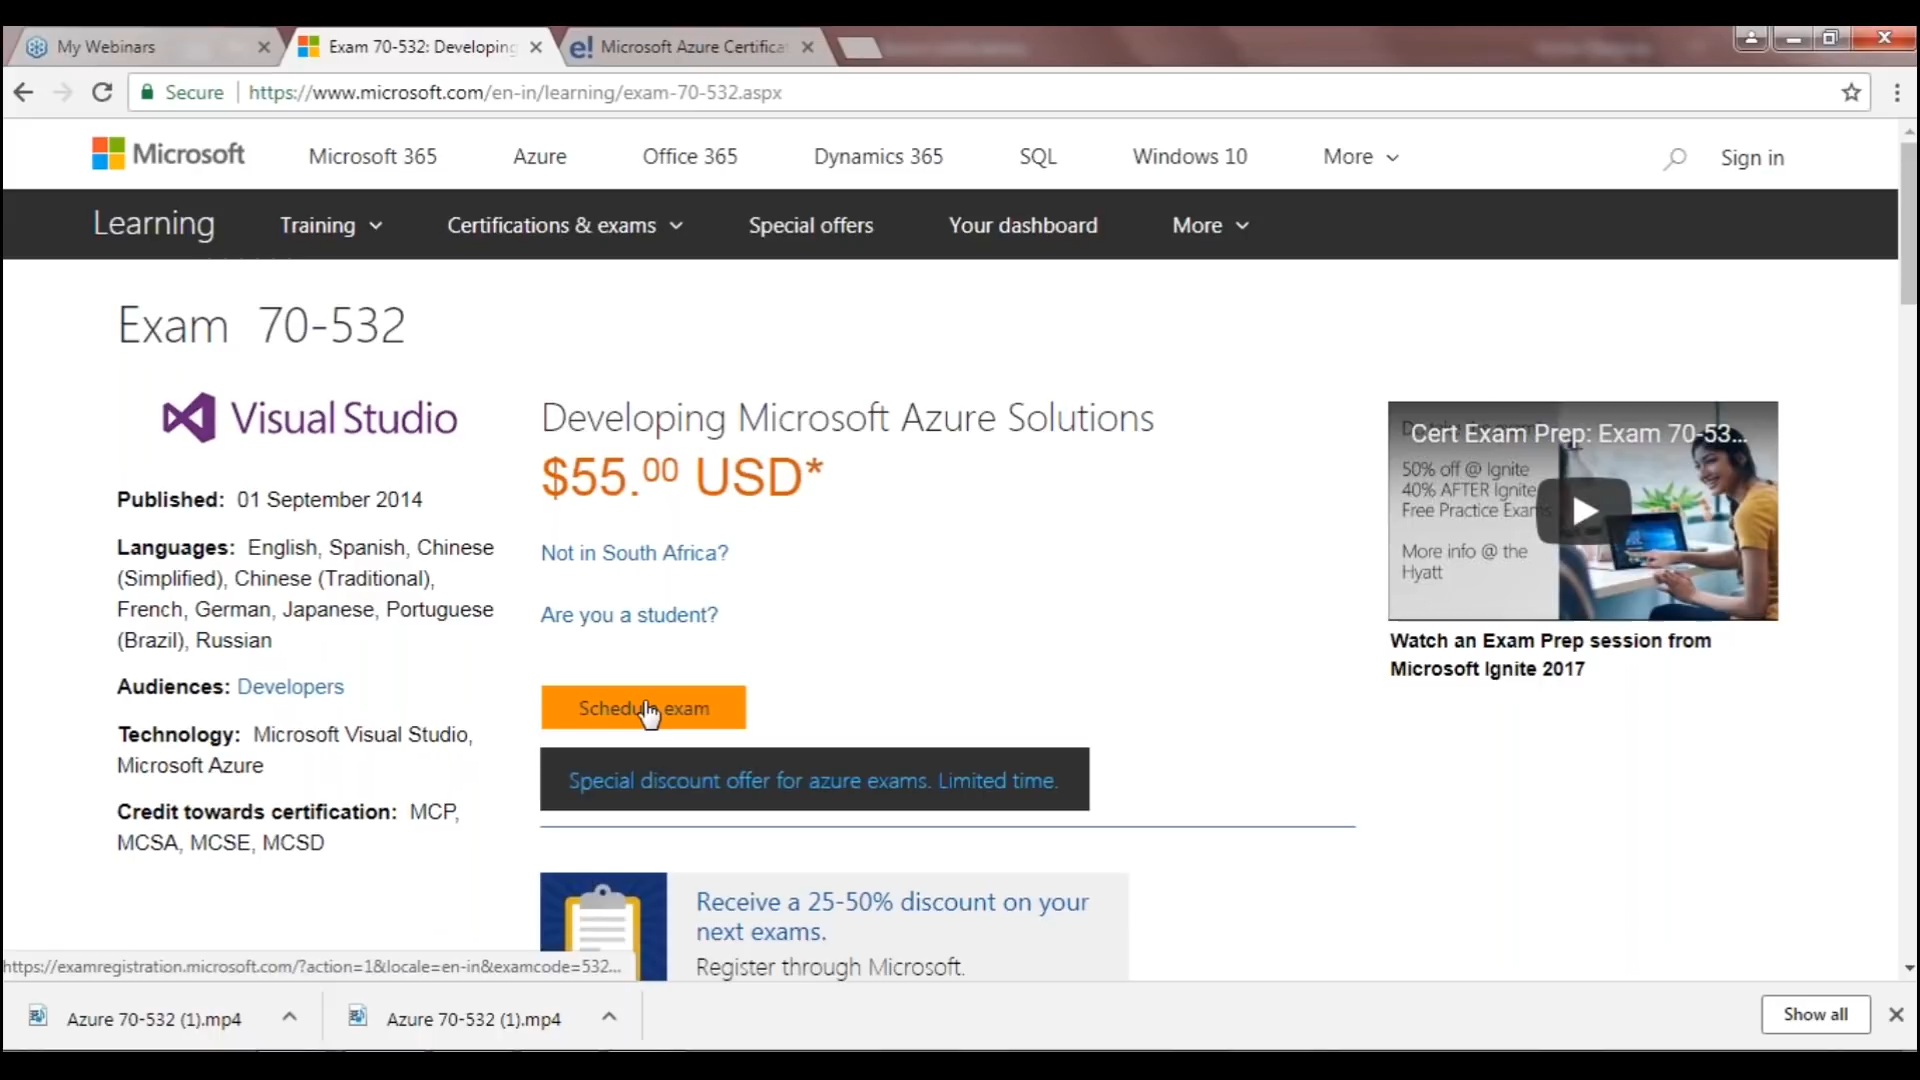 My Webinars
Exam 70-532: Developing
Microsoft Azure Certifica
Secure
https://www.microsoft.com/en-in/learning/exam-70-532.aspx
Microsoft
Microsoft 365
Azure
Office 365
Dynamics 365
SQL
Windows 10
More
Sign in
Learning
Training
Certifications & exams
Special offers
Your dashboard
More
Exam 70-532
Visual Studio
Published: 01 September 2014
Languages: English, Spanish, Chinese
(Simplified), Chinese (Traditional),
French, German, Japanese, Portuguese
(Brazil), Russian
Audiences: Developers
Technology: Microsoft Visual Studio,
Microsoft Azure
Credit towards certification: MCP,
MCSA, MCSE, MCSD
Developing Microsoft Azure Solutions
$55.00 USD*
Not in South Africa?
Are you a student?
Schedule exam
Special discount offer for azure exams. Limited time.
Receive a 25-50% discount on your
next exams.
Register through Microsoft.
Cert Exam Prep: Exam 70-53...
50% off @ Ignite
40% AFTER Ignite
Free Practice Exams
More info @ the
Hyatt
Watch an Exam Prep session from
Microsoft Ignite 2017
https://examregistration.microsoft.com/?action=1&locale=en-in&examcode=532...
Azure 70-532 (1).mp4
Azure 70-532 (1).mp4
Show all